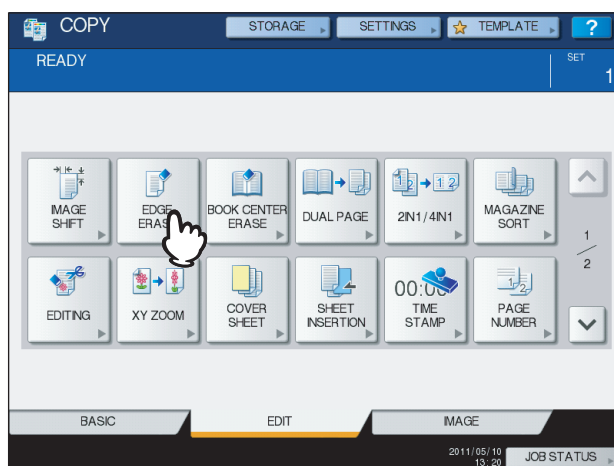 COPY
STORAGE
SETTINGS
TEMPLATE
?
READY
SET
1
IMAGE
SHIFT
EDGE
ERAS
BOOK CENTER
ERASE
DUAL PAGE
2IN1/4IN1
MAGAZINE
SORT
1
2
EDITING
XY ZOOM
COVER
SHEET
SHEET
INSERTION
00:00
TIME
STAMP
PAGE
NUMBER
BASIC
EDIT
IMAGE
2011/05/10
13:20
JOB STATUS